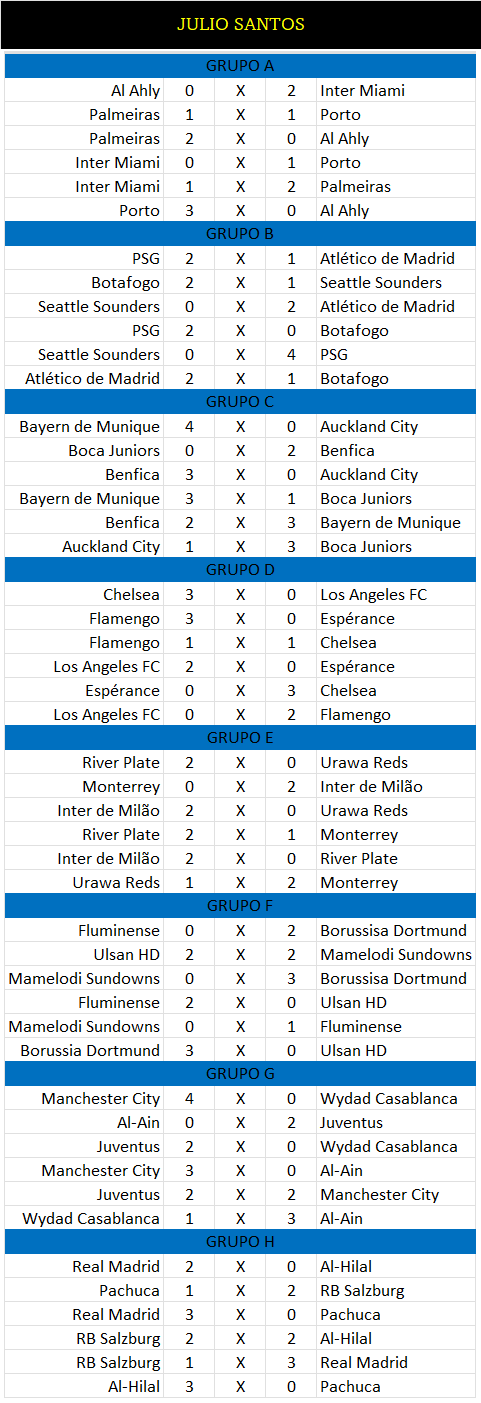 JULIO SANTOS
GRUPO A
Al Ahly 0 X 2 Inter Miami
Palmeiras 1 X 1 Porto
Palmeiras 2 X 0 Al Ahly
Inter Miami 0 X 1 Porto
Inter Miami 1 X 2 Palmeiras
Porto 3 X 0 Al Ahly
GRUPO B
PSG 2 X 1 Atlético de Madrid
Botafogo 2 X 1 Seattle Sounders
Seattle Sounders 0 X 2 Atlético de Madrid
PSG 2 X 0 Botafogo
Seattle Sounders 0 X 4 PSG
Atlético de Madrid 2 X 1 Botafogo
GRUPO C
Bayern de Munique 4 X 0 Auckland City
Boca Juniors 0 X 2 Benfica
Benfica 3 X 0 Auckland City
Bayern de Munique 3 X 1 Boca Juniors
Benfica 2 X 3 Bayern de Munique
Auckland City 1 X 3 Boca Juniors
GRUPO D
Chelsea 3 X 0 Los Angeles FC
Flamengo 3 X 0 Espérance
Flamengo 1 X 1 Chelsea
Los Angeles FC 2 X 0 Espérance
Espérance 0 X 3 Chelsea
Los Angeles FC 0 X 2 Flamengo
GRUPO E
River Plate 2 X 0 Urawa Reds
Monterrey 0 X 2 Inter de Milão
Inter de Milão 2 X 0 Urawa Reds
River Plate 2 X 1 Monterrey
Inter de Milão 2 X 0 River Plate
Urawa Reds 1 X 2 Monterrey
GRUPO F
Fluminense 0 X 2 Borussisa Dortmund
Ulsan HD 2 X 2 Mamelodi Sundowns
Mamelodi Sundowns 0 X 3 Borussisa Dortmund
Fluminense 2 X 0 Ulsan HD
Mamelodi Sundowns 0 X 1 Fluminense
Borussia Dortmund 3 X 0 Ulsan HD
GRUPO G
Manchester City 4 X 0 Wydad Casablanca
Al-Ain 0 X 2 Juventus
Juventus 2 X 0 Wydad Casablanca
Manchester City 3 X 0 Al-Ain
Juventus 2 X 2 Manchester City
Wydad Casablanca 1 X 3 Al-Ain
GRUPO H
Real Madrid 2 X 0 Al-Hilal
Pachuca 1 X 2 RB Salzburg
Real Madrid 3 X 0 Pachuca
RB Salzburg 2 X 2 Al-Hilal
RB Salzburg 1 X 3 Real Madrid
Al-Hilal 3 X 0 Pachuca